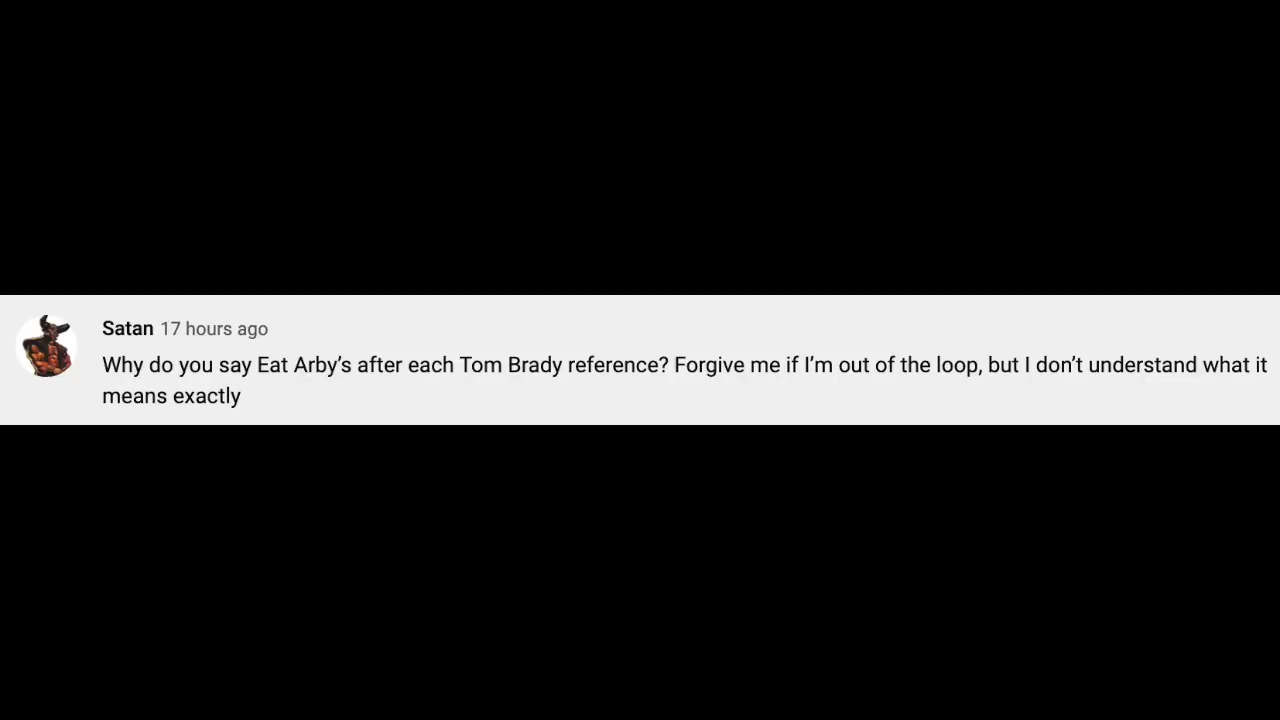 Satan 17 hours ago
Why do you say Eat Arby’s after each Tom Brady reference? Forgive me if I’m out of the loop, but I don’t understand what it
means exactly